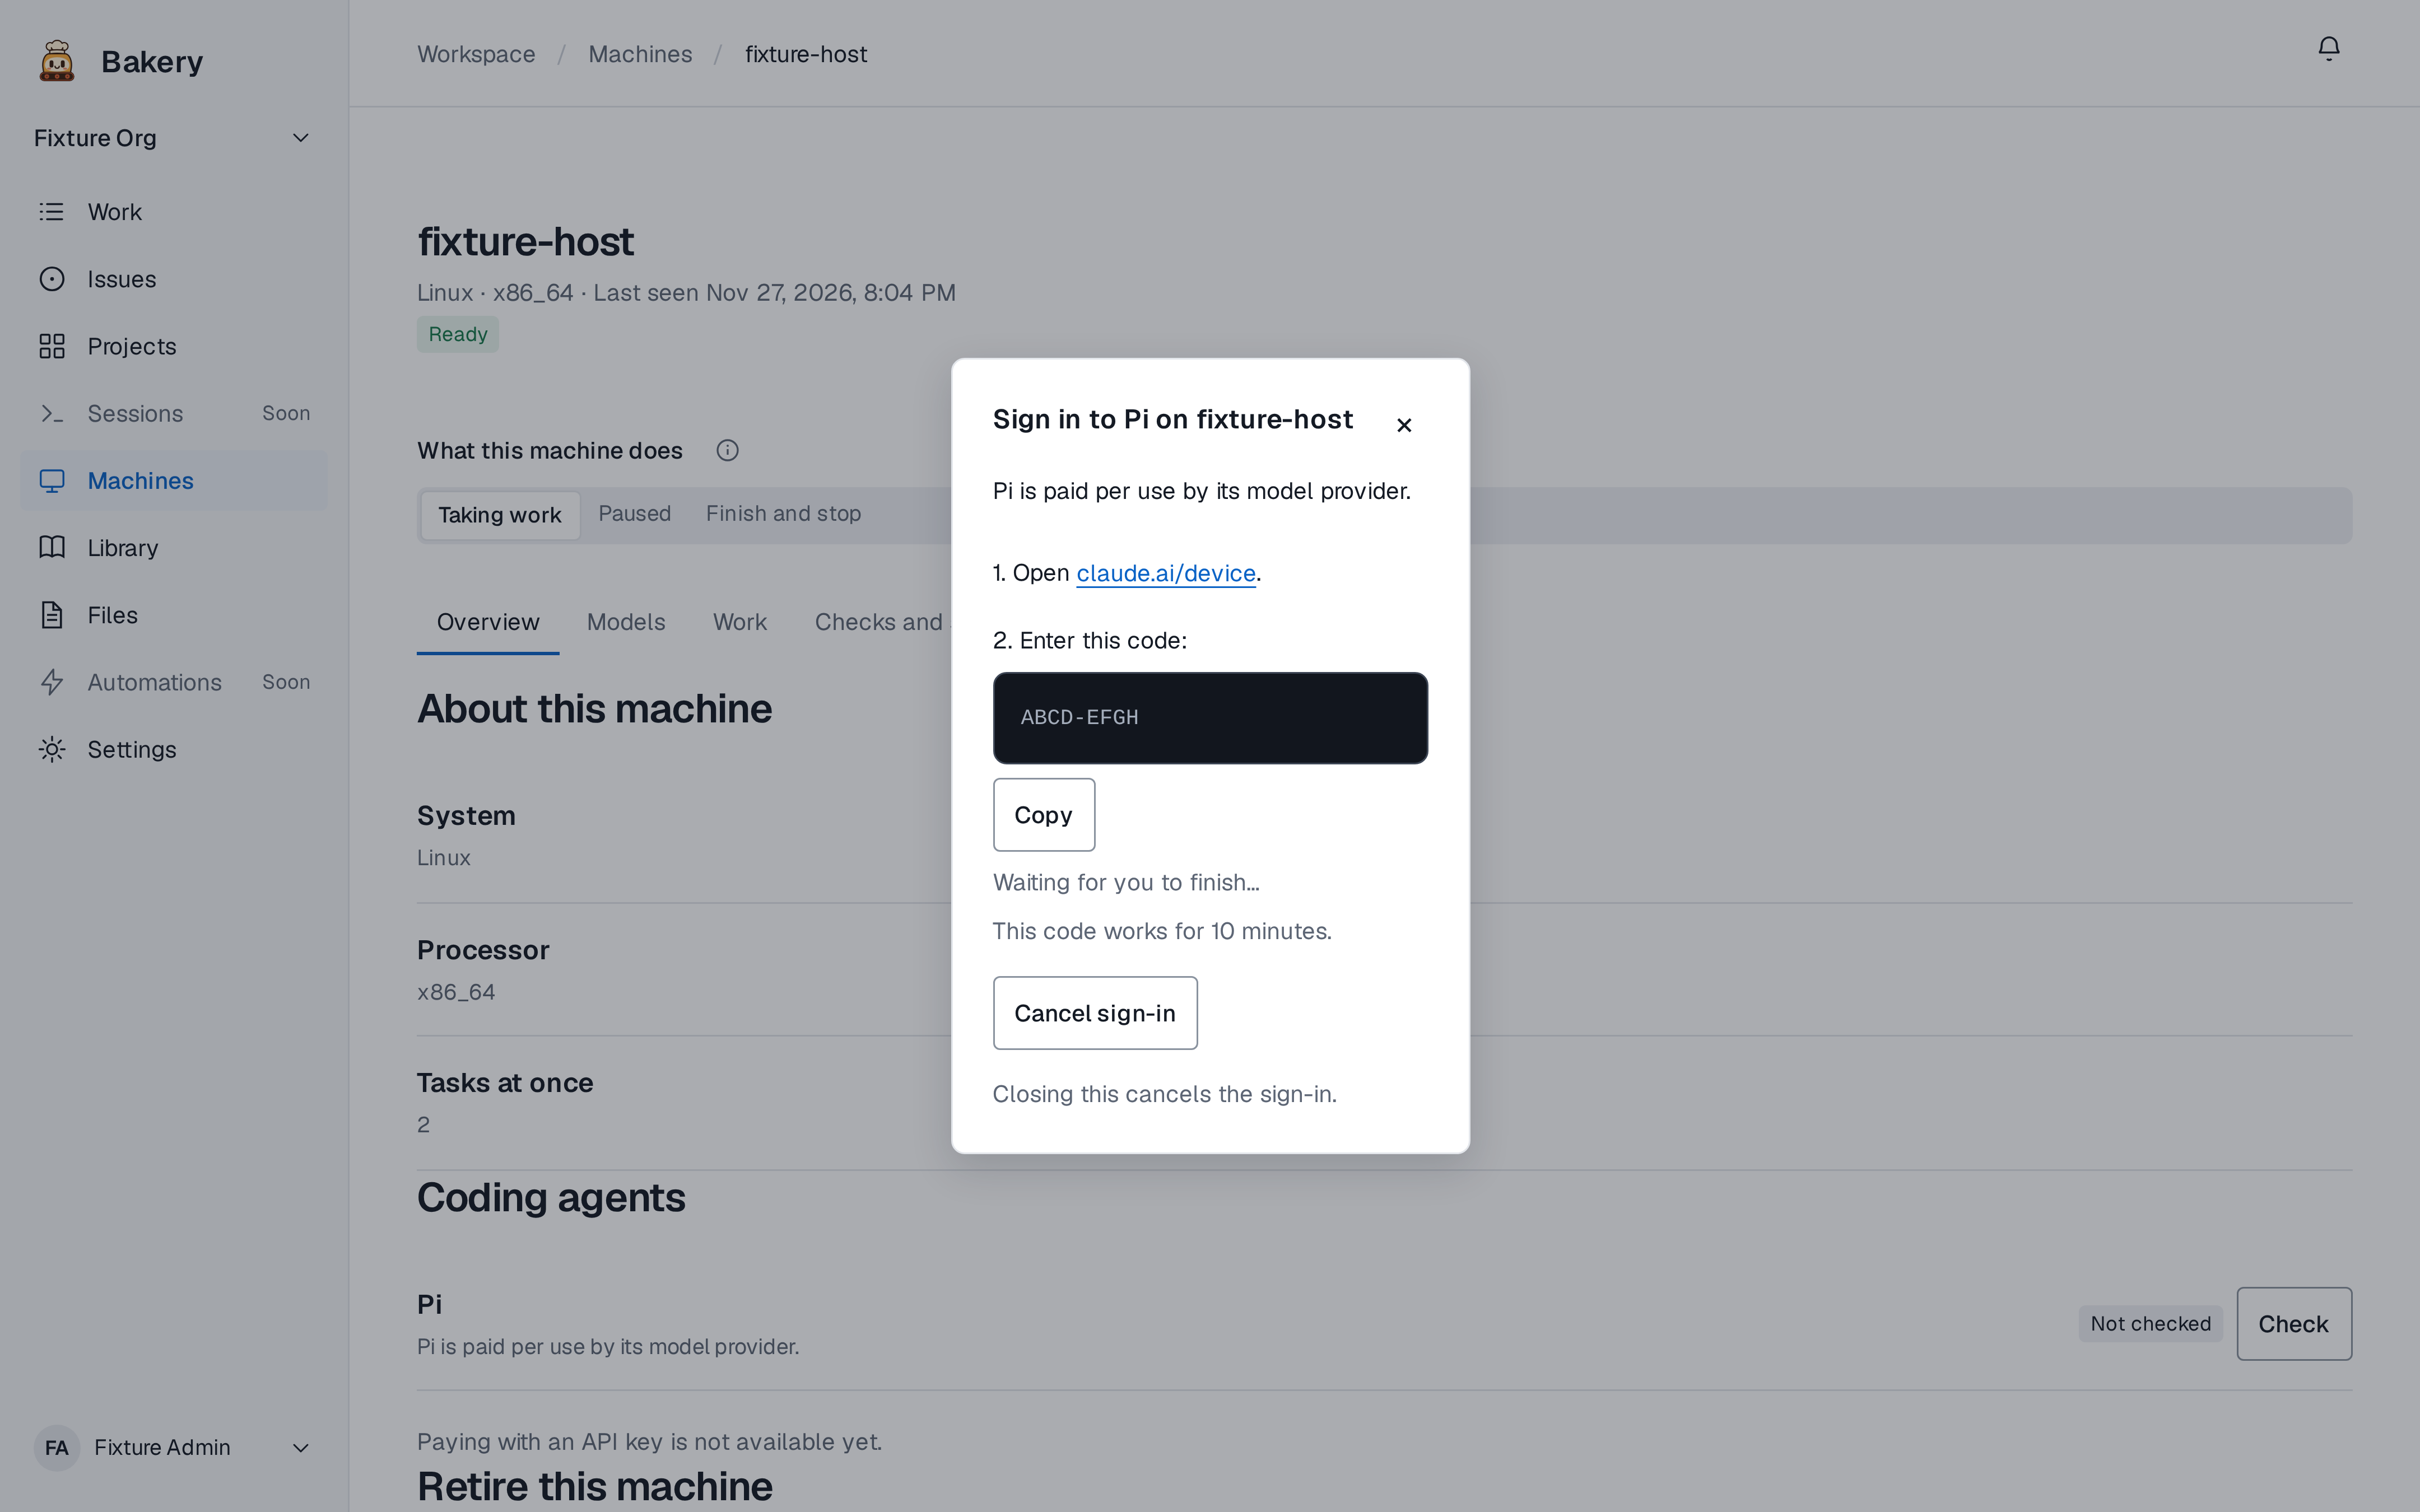 Bakery
Fixture Org
Work
Issues
Projects
Sessions Soon
Machines
Library
Files
Automations Soon
Settings
FA Fixture Admin
Workspace / Machines / fixture-host
fixture-host
Linux · x86_64 · Last seen Nov 27, 2026, 8:04 PM
Ready
What this machine does
Taking work Paused Finish and stop
Overview Models Work Checks and
About this machine
System
Linux
Processor
x86_64
Tasks at once
2
Coding agents
Pi
Pi is paid per use by its model provider.
Not checked Check
Paying with an API key is not available yet.
Retire this machine
Sign in to Pi on fixture-host
Pi is paid per use by its model provider.
1. Open claude.ai/device.
2. Enter this code:
ABCD-EFGH
Copy
Waiting for you to finish…
This code works for 10 minutes.
Cancel sign-in
Closing this cancels the sign-in.